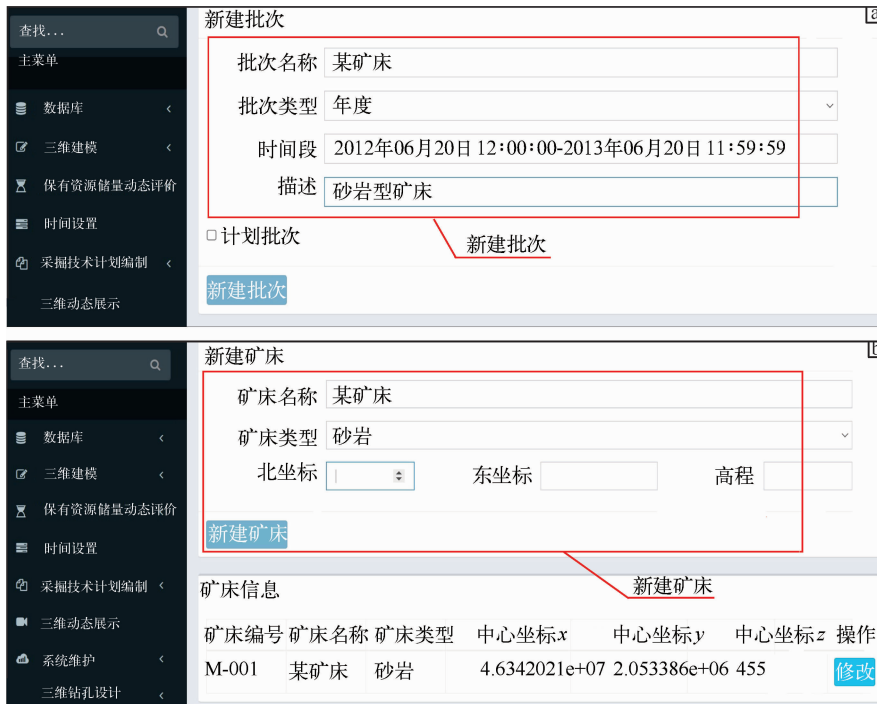 查找...
主菜单
数据库
三维建模
保有资源储量动态评价
时间设置
采掘技术计划编制
三维动态展示
新建批次
a
批次名称 某矿床
批次类型 年度
时间段 2012年06月20日 12:00:00-2013年06月20日 11:59:59
描述 砂岩型矿床
计划批次
新建批次
新建批次
查找...
主菜单
数据库
三维建模
保有资源储量动态评价
时间设置
采掘技术计划编制
三维动态展示
系统维护
三维钻孔设计
新建矿床
b
矿床名称 某矿床
矿床类型 砂岩
北坐标 东坐标 高程
新建矿床
新建矿床
矿床信息
矿床编号 矿床名称 矿床类型 中心坐标x 中心坐标y 中心坐标z 操作
M-001 某矿床 砂岩 4.6342021e+07 2.053386e+06 455 修改